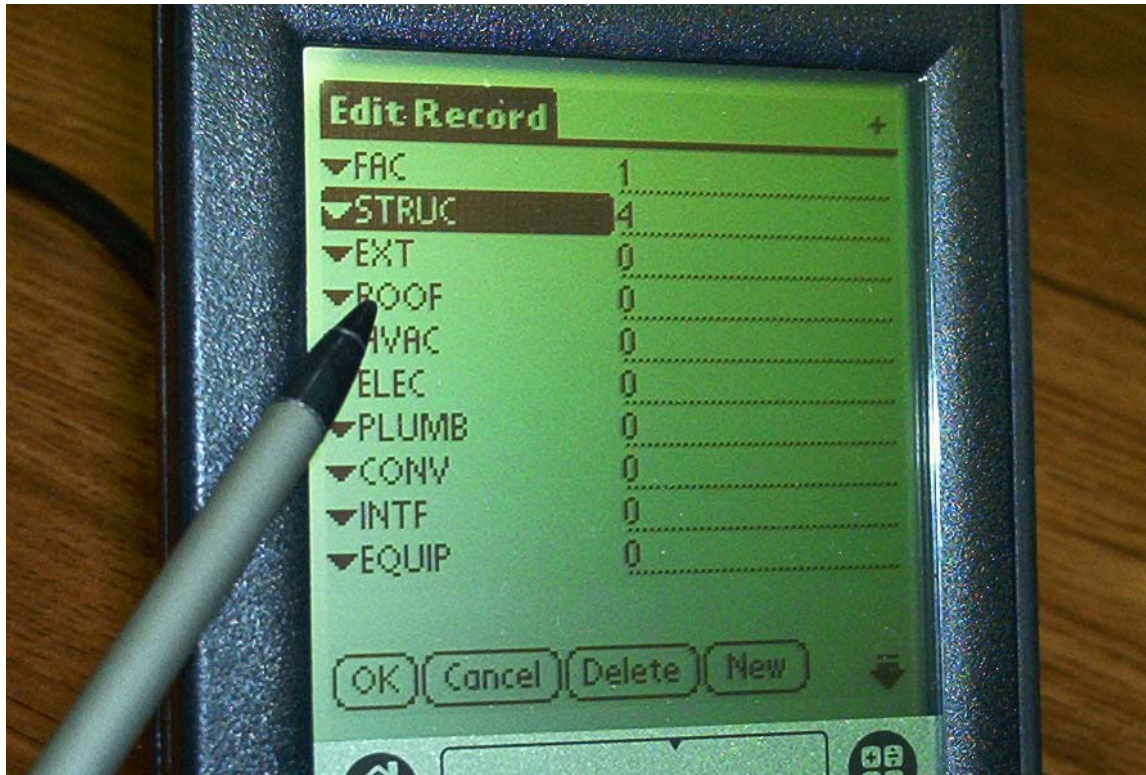 Edit Record +
FAC 1
STRUC 4
EXT 0
ROOF 0
HVAC 0
ELEC 0
PLUMB 0
CONV 0
INTF 0
EQUIP 0
OK Cancel Delete New